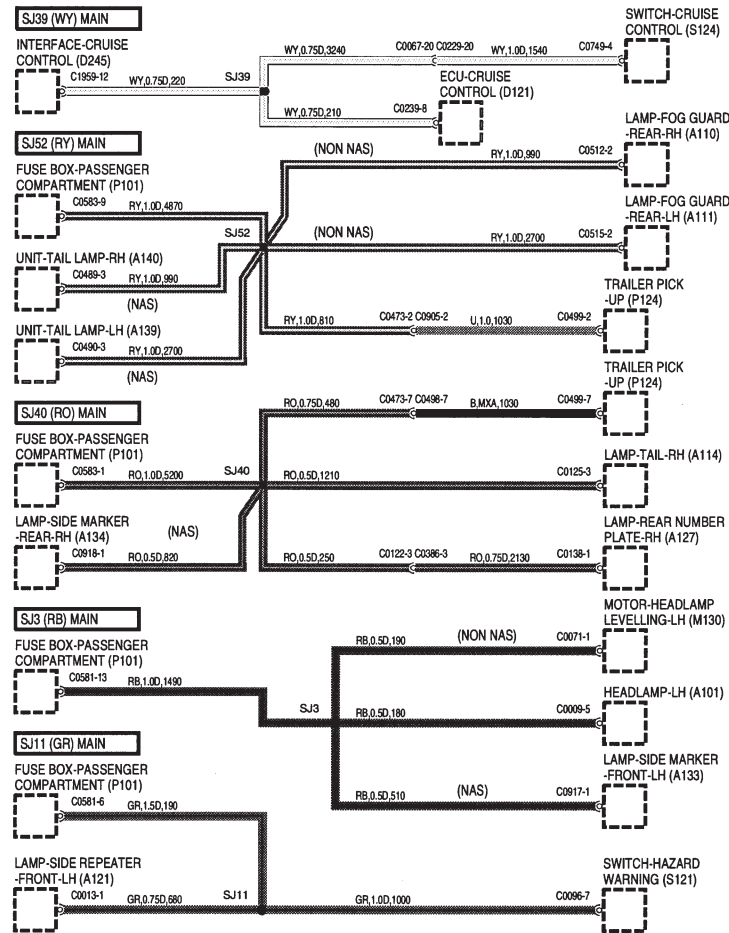 SJ39 (WY) MAIN
INTERFACE-CRUISE
CONTROL (D245)
C1959-12
WY,0.75D,220
SJ39
WY,0.75D,3240
C0067-20 C0229-20
WY,1.0D,1540
C0749-4
SWITCH-CRUISE
CONTROL (S124)
ECU-CRUISE
CONTROL (D121)
WY,0.75D,210
C0239-8
SJ52 (RY) MAIN
FUSE BOX-PASSENGER
COMPARTMENT (P101)
C0583-9
RY,1.0D,4870
(NON NAS)
RY,1.0D,990
C0512-2
LAMP-FOG GUARD
-REAR-RH (A110)
SJ52
(NON NAS)
RY,1.0D,2700
C0515-2
LAMP-FOG GUARD
-REAR-LH (A111)
UNIT-TAIL LAMP-RH (A140)
C0489-3
RY,1.0D,990
(NAS)
TRAILER PICK
-UP (P124)
RY,1.0D,810
C0473-2 C0905-2
U,1.0,1030
C0499-2
UNIT-TAIL LAMP-LH (A139)
C0490-3
RY,1.0D,2700
(NAS)
SJ40 (RO) MAIN
FUSE BOX-PASSENGER
COMPARTMENT (P101)
C0583-1
RO,1.0D,5200
SJ40
TRAILER PICK
-UP (P124)
RO,0.75D,480
C0473-7 C0498-7
B,MXA,1030
C0499-7
RO,0.5D,1210
C0125-3
LAMP-TAIL-RH (A114)
LAMP-SIDE MARKER
-REAR-RH (A134)
(NAS)
C0918-1
RO,0.5D,820
RO,0.5D,250
C0122-3 C0386-3
RO,0.75D,2130
C0138-1
LAMP-REAR NUMBER
PLATE-RH (A127)
SJ3 (RB) MAIN
FUSE BOX-PASSENGER
COMPARTMENT (P101)
C0581-13
RB,1.0D,1490
SJ3
RB,0.5D,190
(NON NAS)
C0071-1
MOTOR-HEADLAMP
LEVELLING-LH (M130)
RB,0.5D,180
C0009-5
HEADLAMP-LH (A101)
RB,0.5D,510
(NAS)
C0917-1
LAMP-SIDE MARKER
-FRONT-LH (A133)
SJ11 (GR) MAIN
FUSE BOX-PASSENGER
COMPARTMENT (P101)
C0581-6
GR,1.5D,190
LAMP-SIDE REPEATER
-FRONT-LH (A121)
C0013-1
GR,0.75D,680
SJ11
GR,1.0D,1000
C0096-7
SWITCH-HAZARD
WARNING (S121)